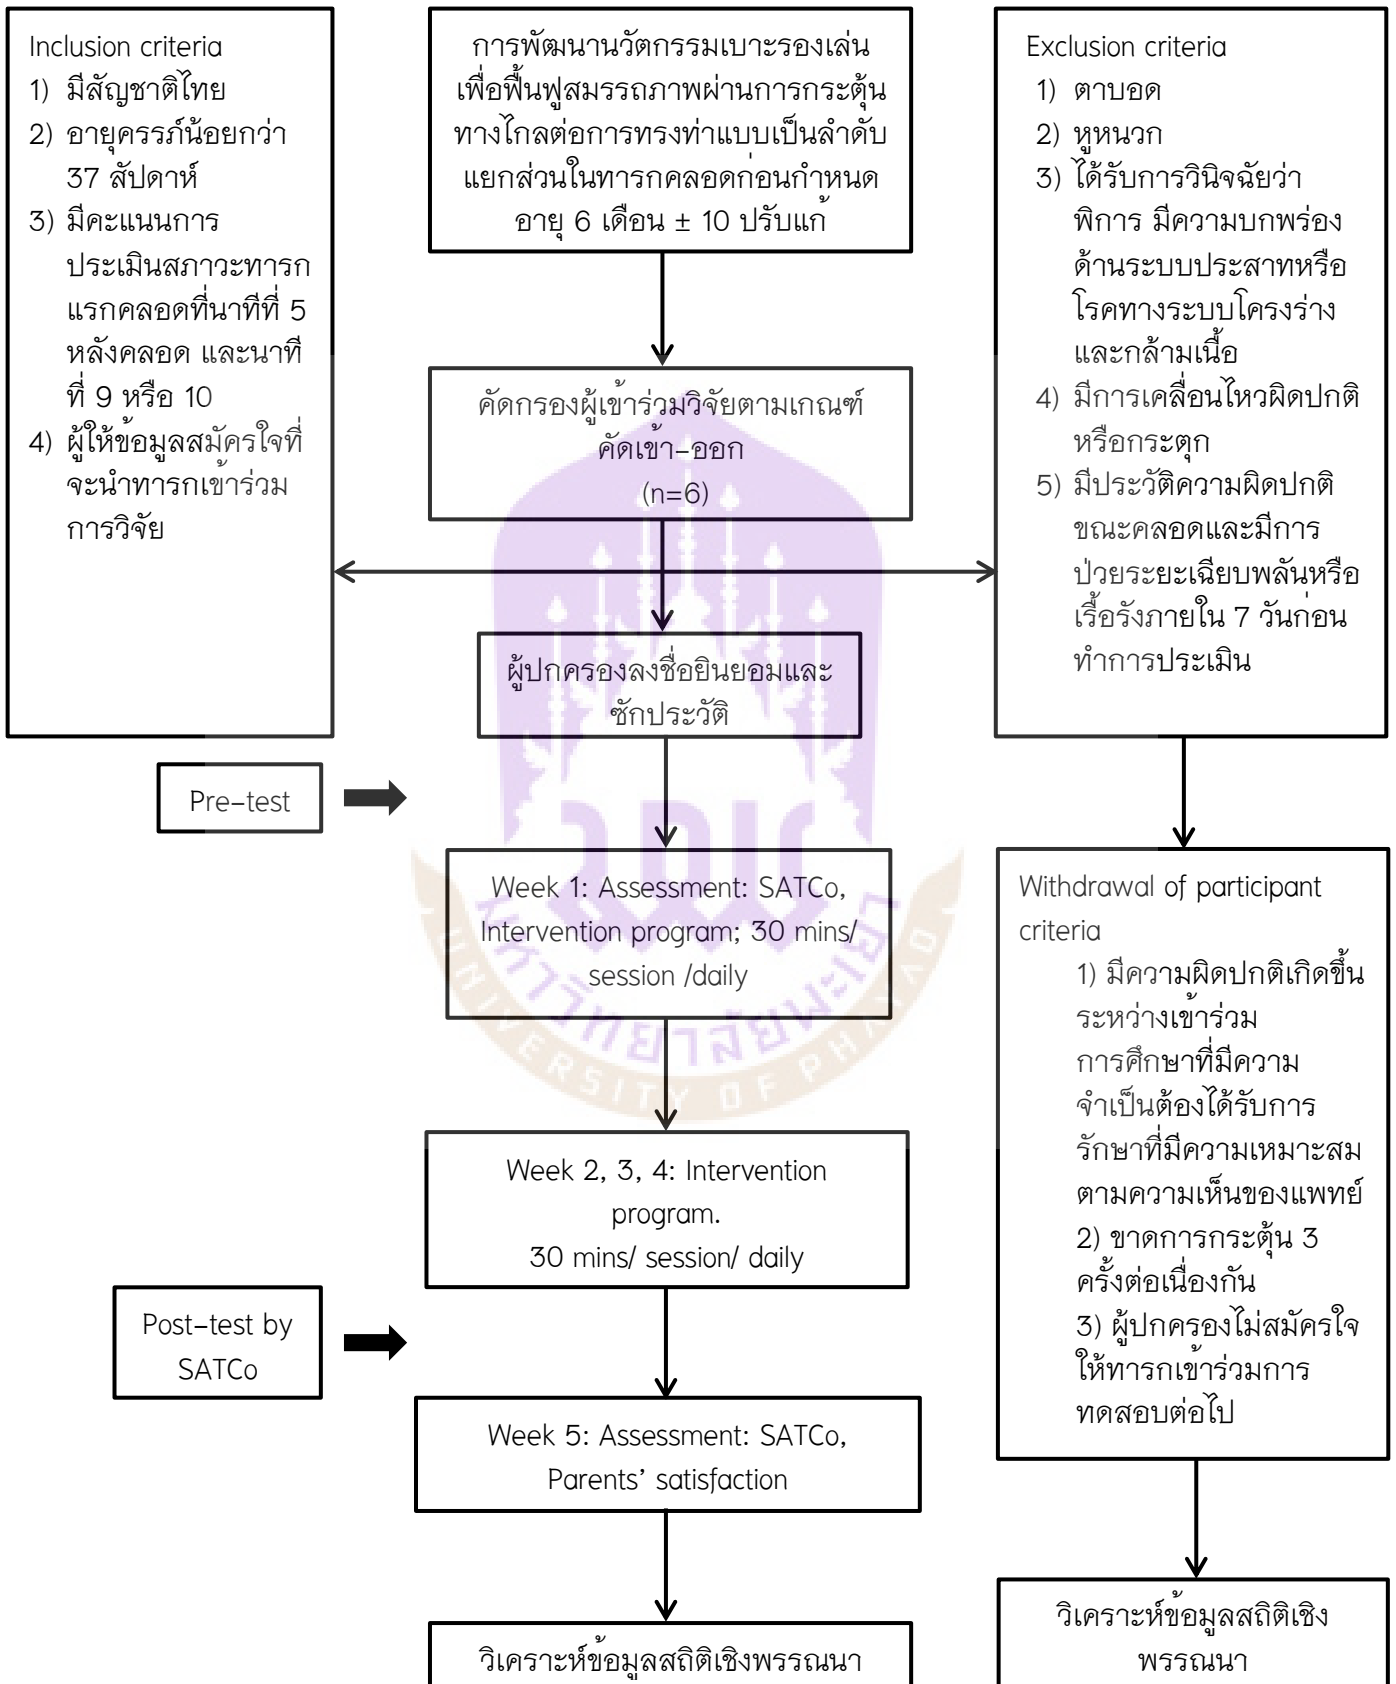 Inclusion criteria
1) มีสัญชาติไทย
2) อายุครรภ์น้อยกว่า
37 สัปดาห์
3) มีคะแนนการ
ประเมินสภาวะทารก
แรกคลอดที่นาทีที่ 5
หลังคลอด และนาที
ที่ 9 หรือ 10
4) ผู้ให้ข้อมูลสมัครใจที่
จะนำทารกเข้าร่วม
การวิจัย
การพัฒนานวัตกรรมเบาะรองเล่น
เพื่อฟื้นฟูสมรรถภาพผ่านการกระตุ้น
ทางไกลต่อการทรงท่าแบบเป็นลำดับ
แยกส่วนในทารกคลอดก่อนกำหนด
อายุ 6 เดือน ± 10 ปรับแก้
คัดกรองผู้เข้าร่วมวิจัยตามเกณฑ์
คัดเข้า-ออก
(n=6)
ผู้ปกครองลงชื่อยินยอมและ
ซักประวัติ
Exclusion criteria
1) ตาบอด
2) หูหนวก
3) ได้รับการวินิจฉัยว่า
พิการ มีความบกพร่อง
ด้านระบบประสาทหรือ
โรคทางระบบโครงร่าง
และกล้ามเนื้อ
4) มีการเคลื่อนไหวผิดปกติ
หรือกระตุก
5) มีประวัติความผิดปกติ
ขณะคลอดและมีการ
ป่วยระยะเฉียบพลันหรือ
เรื้อรังภายใน 7 วันก่อน
ทำการประเมิน
Pre-test
Week 1: Assessment: SATCo,
Intervention program; 30 mins/
session /daily
มหาวิทยาลัยพะเยา
UNIVERSITY OF PHAYAO
Week 2, 3, 4: Intervention
program.
30 mins/ session/ daily
Post-test by
SATCo
Week 5: Assessment: SATCo,
Parents' satisfaction
วิเคราะห์ข้อมูลสถิติเชิงพรรณนา
Withdrawal of participant
criteria
1) มีความผิดปกติเกิดขึ้น
ระหว่างเข้าร่วม
การศึกษาที่มีความ
จำเป็นต้องได้รับการ
รักษาที่มีความเหมาะสม
ตามความเห็นของแพทย์
2) ขาดการกระตุ้น 3
ครั้งต่อเนื่องกัน
3) ผู้ปกครองไม่สมัครใจ
ให้ทารกเข้าร่วมการ
ทดสอบต่อไป
วิเคราะห์ข้อมูลสถิติเชิง
พรรณนา